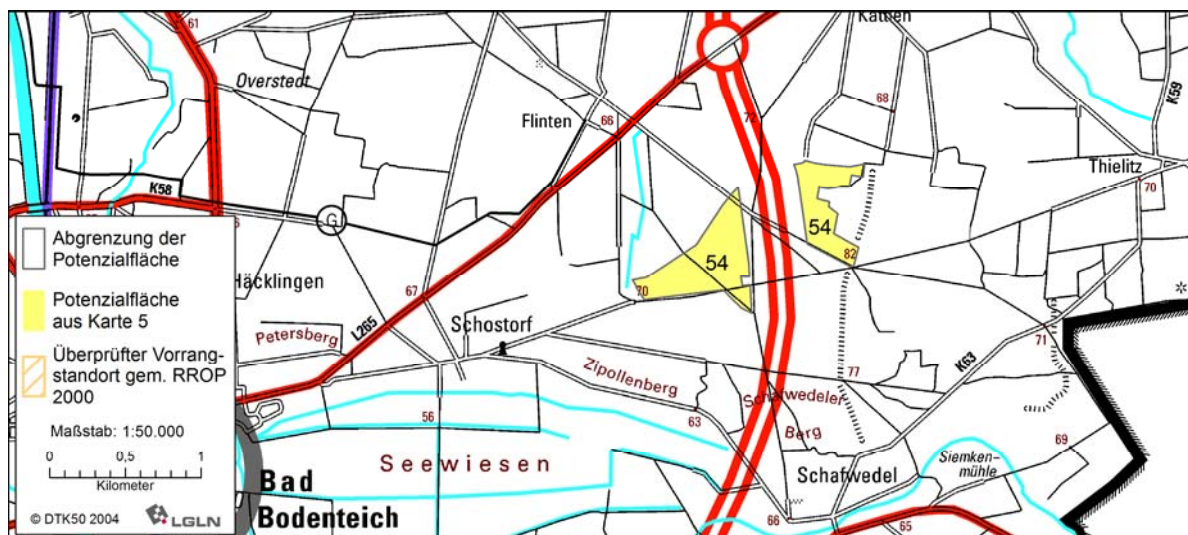 61
Overstedt
Flinten
66
Kathen
68
72
K59
Thielitz
70
K58
G
54
82
54
70
Häcklingen
67
L265
Petersberg
Schostorf
71
K63
Zipollenberg
77
Schafwedeler
Berg
56
63
69
Seewiesen
Siemken-
mühle
Schafwedel
Bad
Bodenteich
66
65
Abgrenzung der
Potenzialfläche
Potenzialfläche
aus Karte 5
Überprüfter Vorrang-
standort gem. RROP
2000
Maßstab: 1:50.000
0 0,5 1
Kilometer
© DTK50 2004 LGLN